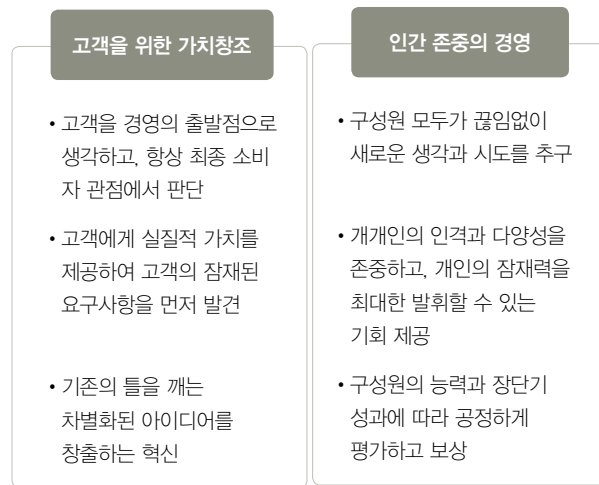 고객을 위한 가치창조
• 고객을 경영의 출발점으로
생각하고, 항상 최종 소비
자 관점에서 판단
• 고객에게 실질적 가치를
제공하여 고객의 잠재된
요구사항을 먼저 발견
• 기존의 틀을 깨는
차별화된 아이디어를
창출하는 혁신
인간 존중의 경영
• 구성원 모두가 끊임없이
새로운 생각과 시도를 추구
• 개개인의 인격과 다양성을
존중하고, 개인의 잠재력을
최대한 발휘할 수 있는
기회 제공
• 구성원의 능력과 장단기
성과에 따라 공정하게
평가하고 보상